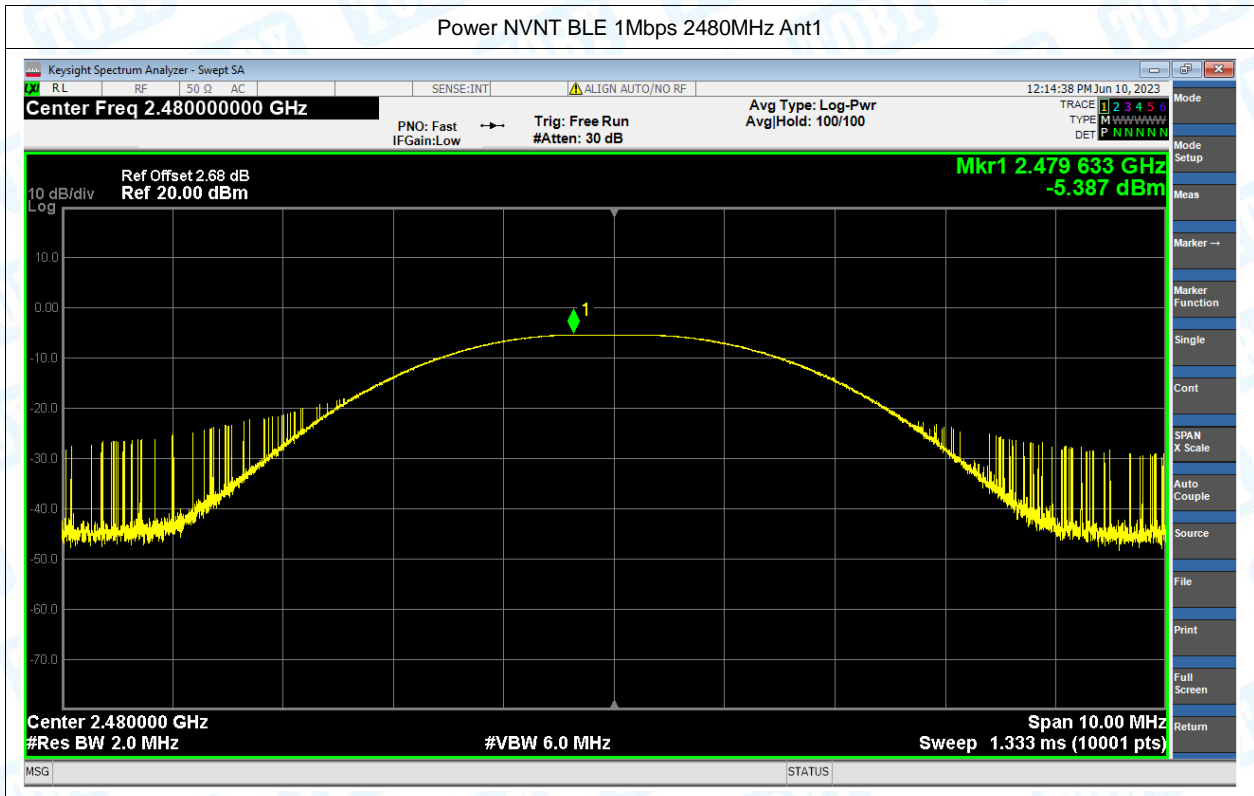 Power NVNT BLE 1Mbps 2480MHz Ant1
Keysight Spectrum Analyzer - Swept SA
LXI RL RF 50 Ω AC SENSE:INT ALIGN AUTO/NO RF 12:14:38 PM Jun 10, 2023
Center Freq 2.480000000 GHz
PNO: Fast
IFGain:Low
Trig: Free Run
#Atten: 30 dB
Avg Type: Log-Pwr
Avg|Hold: 100/100
TRACE 1 2 3 4 5 6
TYPE M WWWWW
DET P N N N N N
Ref Offset 2.68 dB
10 dB/div Ref 20.00 dBm
Log
Mkr1 2.479 633 GHz
-5.387 dBm
10.0
0.00
-10.0
-20.0
-30.0
-40.0
-50.0
-60.0
-70.0
1
Center 2.480000 GHz Span 10.00 MHz
#Res BW 2.0 MHz #VBW 6.0 MHz Sweep 1.333 ms (10001 pts)
MSG STATUS
Mode
Mode
Setup
Meas
Marker →
Marker
Function
Single
Cont
SPAN
X Scale
Auto
Couple
Source
File
Print
Full
Screen
Return
TOBY